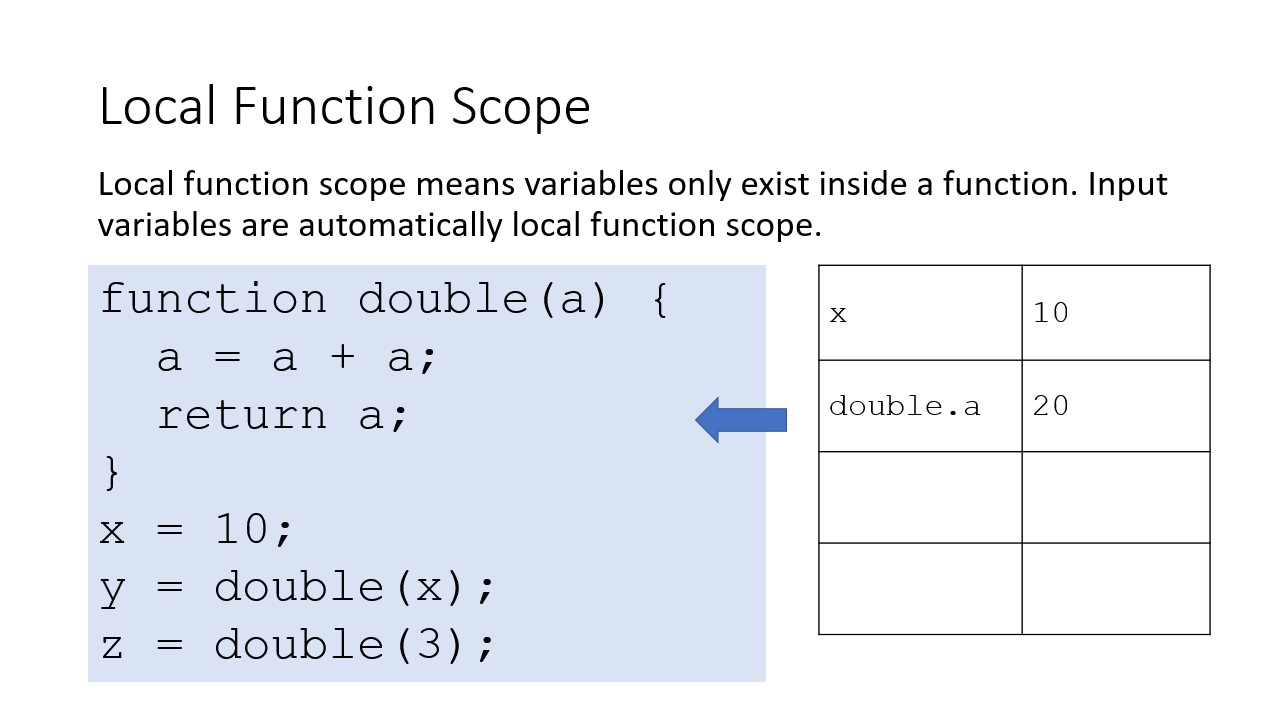 Local Function Scope
Local function scope means variables only exist inside a function. Input
variables are automatically local function scope.
function double(a) {
  a = a + a;
  return a;
}
x = 10;
y = double(x);
z = double(3);
x 10
double.a 20